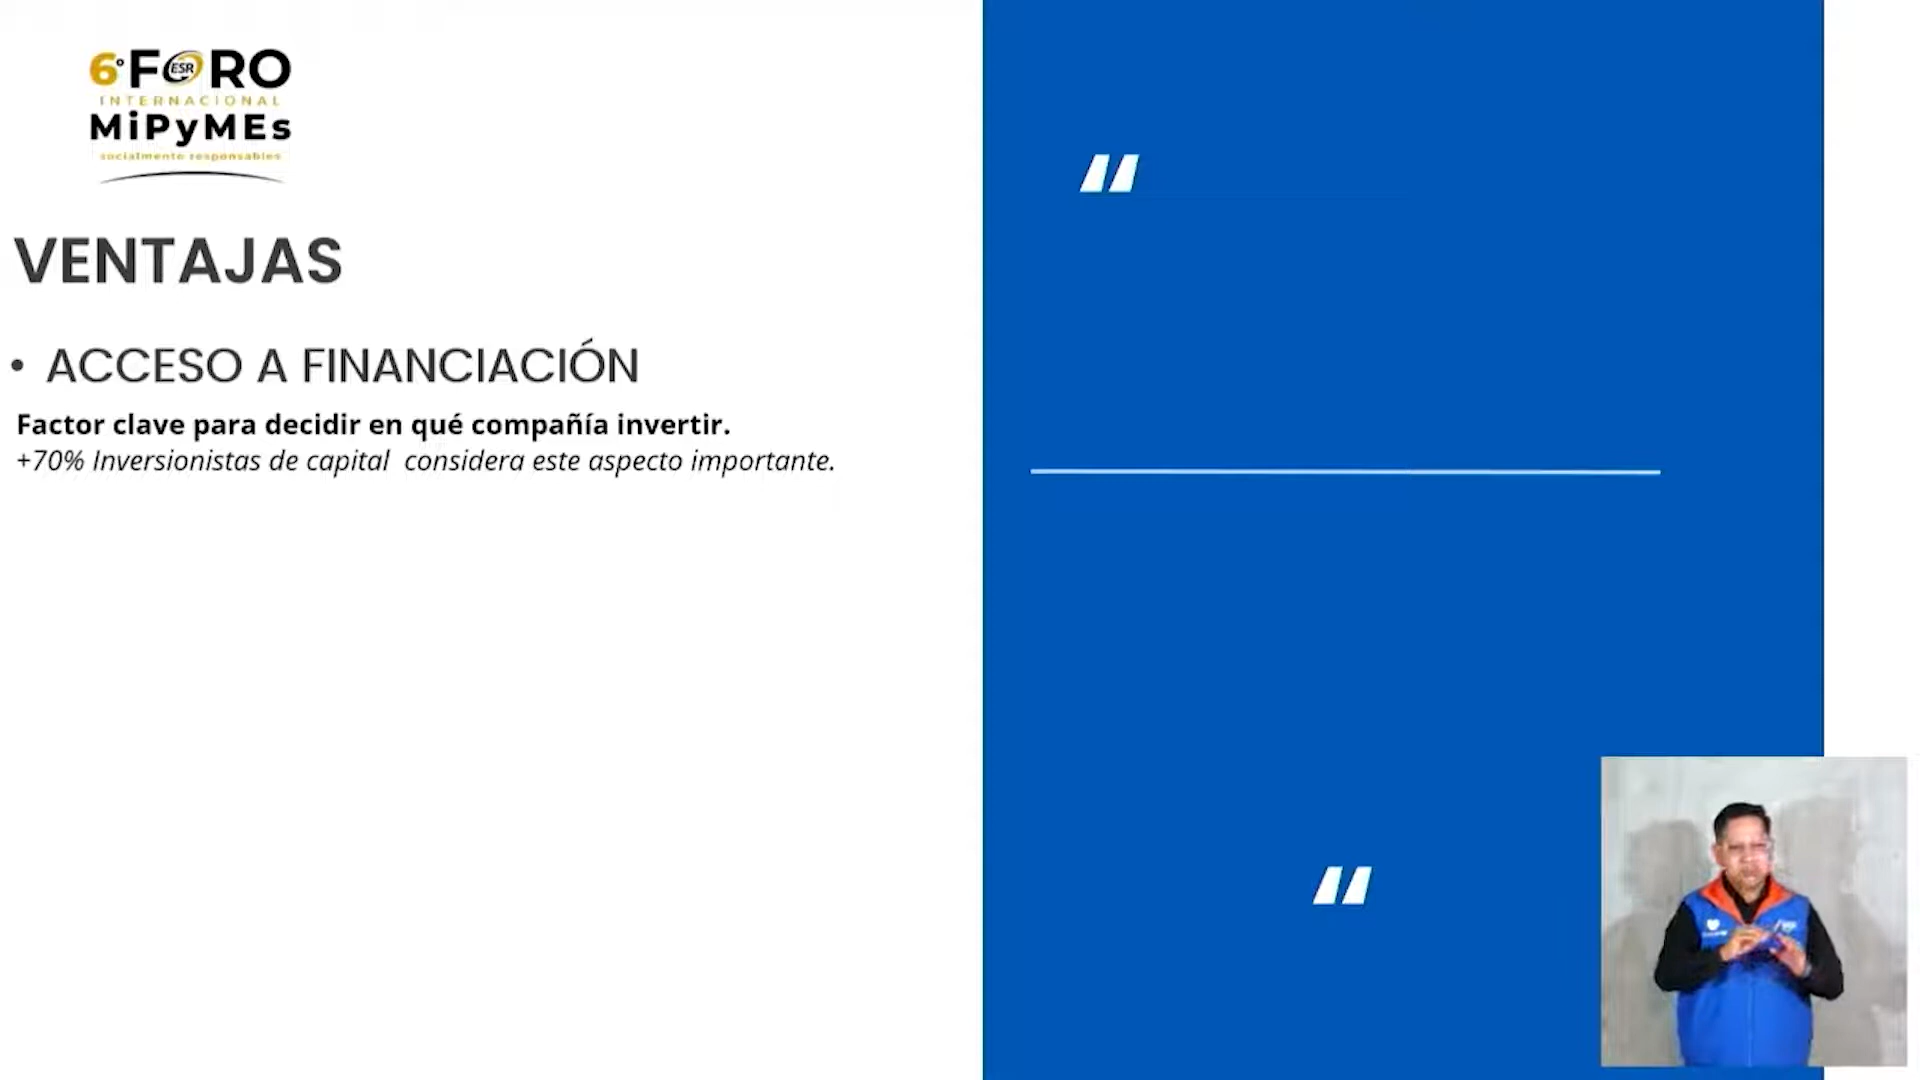 6° FORO
ESR
INTERNACIONAL
MiPyMEs
socialmente responsables
VENTAJAS
• ACCESO A FINANCIACIÓN
Factor clave para decidir en qué compañía invertir.
+70% Inversionistas de capital  considera este aspecto importante.
“
“